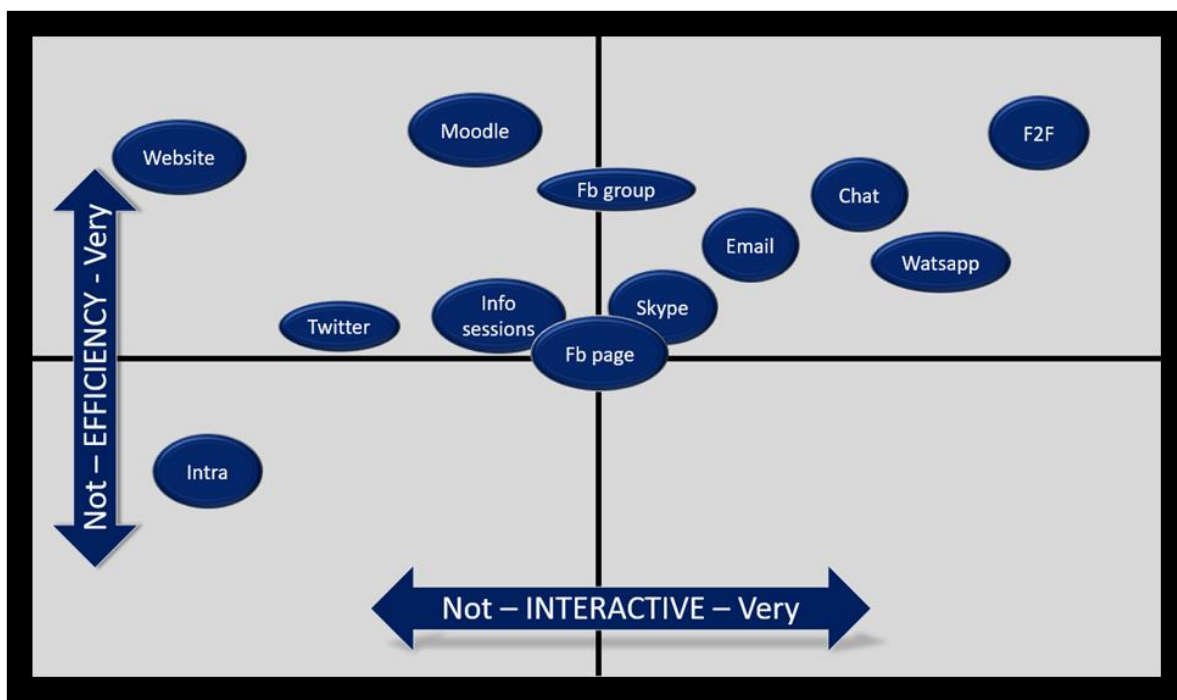 Moodle
F2F
Website
Fb group
Chat
Email
Watsapp
Info
sessions
Skype
Twitter
Fb page
Not – EFFICIENCY - Very
Intra
Not – INTERACTIVE – Very